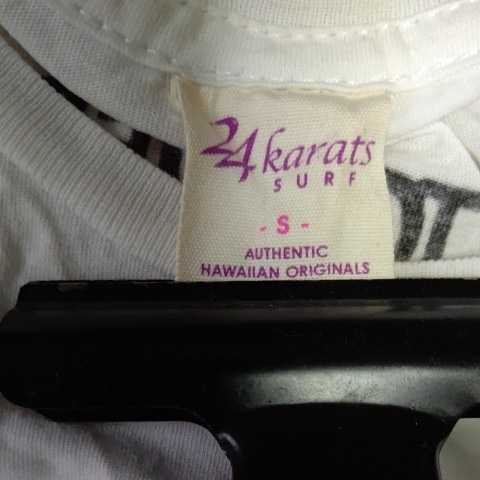 24karats
SURF
- S -
AUTHENTIC
HAWAIIAN ORIGINALS